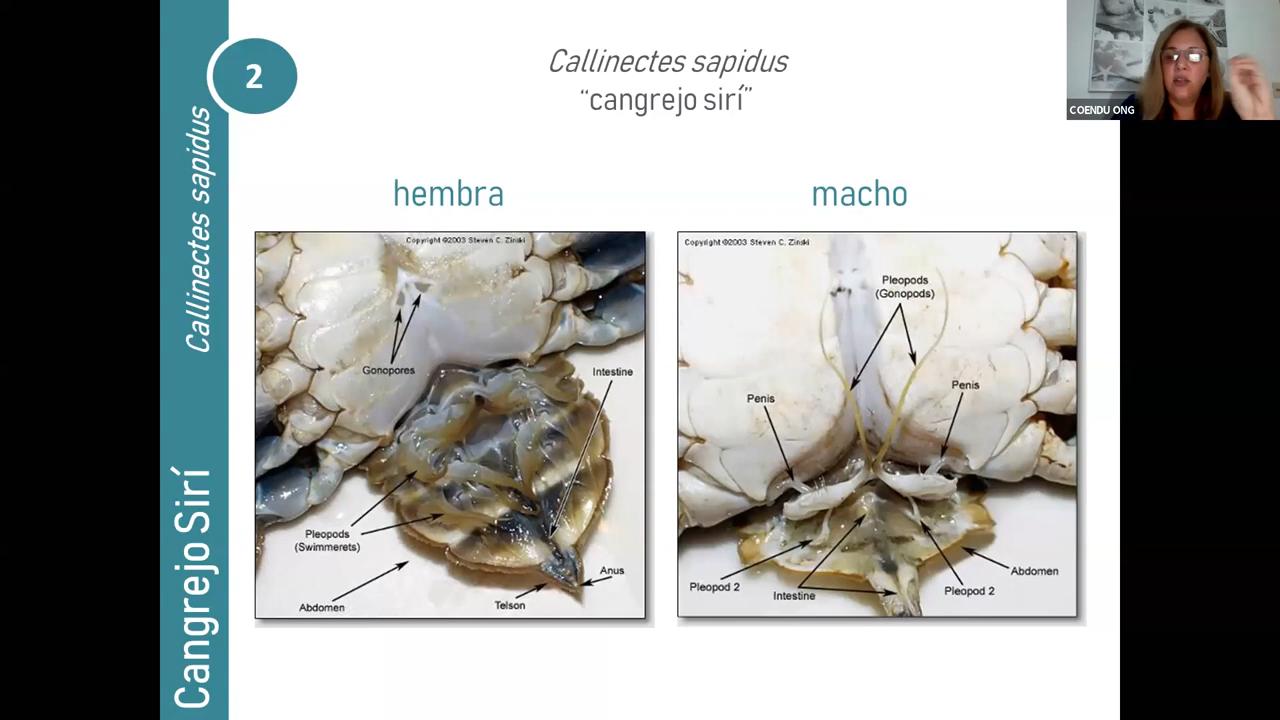 2
Callinectes sapidus
“cangrejo sirí”
COENDU ONG
Callinectes sapidus
Cangrejo Sirí
hembra
macho
Copyright ©2003 Steven C. Zinski
Gonopores
Intestine
Pleopods
(Swimmerets)
Anus
Abdomen
Telson
Copyright ©2003 Steven C. Zinski
Pleopods
(Gonopods)
Penis
Penis
Pleopod 2
Intestine
Pleopod 2
Abdomen